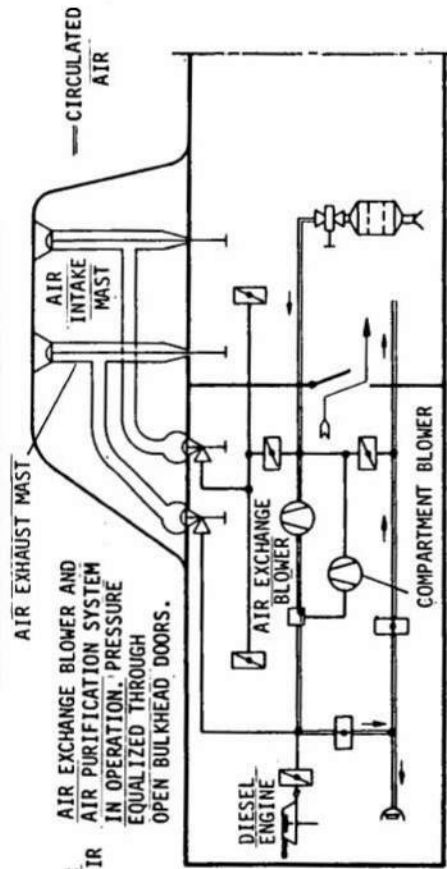 AIR EXHAUST MAST
AIR
INTAKE
MAST
CIRCULATED
AIR
IR
AIR EXCHANGE BLOWER AND
AIR PURIFICATION SYSTEM
IN OPERATION. PRESSURE
EQUALIZED THROUGH
OPEN BULKHEAD DOORS.
DIESEL
ENGINE
AIR EXCHANGE
BLOWER
COMPARTMENT BLOWER